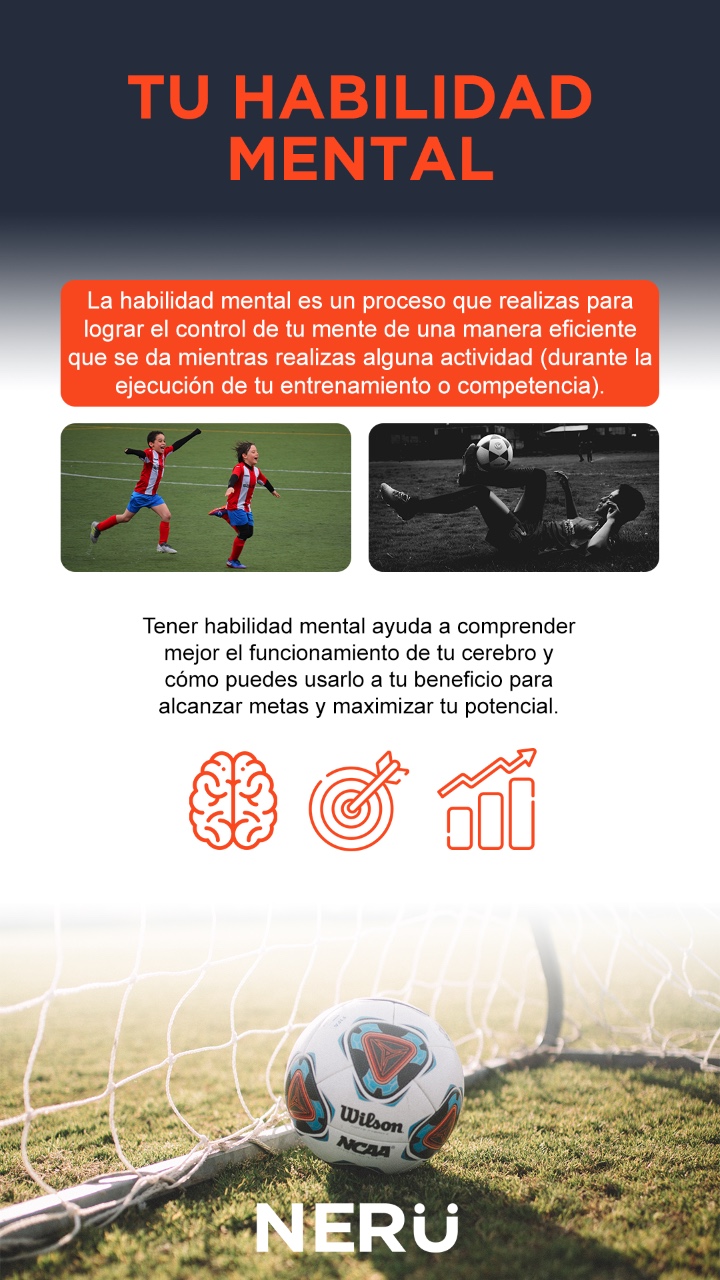 TU HABILIDAD
MENTAL
La habilidad mental es un proceso que realizas para
lograr el control de tu mente de una manera eficiente
que se da mientras realizas alguna actividad (durante la
ejecución de tu entrenamiento o competencia).
Tener habilidad mental ayuda a comprender
mejor el funcionamiento de tu cerebro y
cómo puedes usarlo a tu beneficio para
alcanzar metas y maximizar tu potencial.
Wilson
NCAA
NERÜ